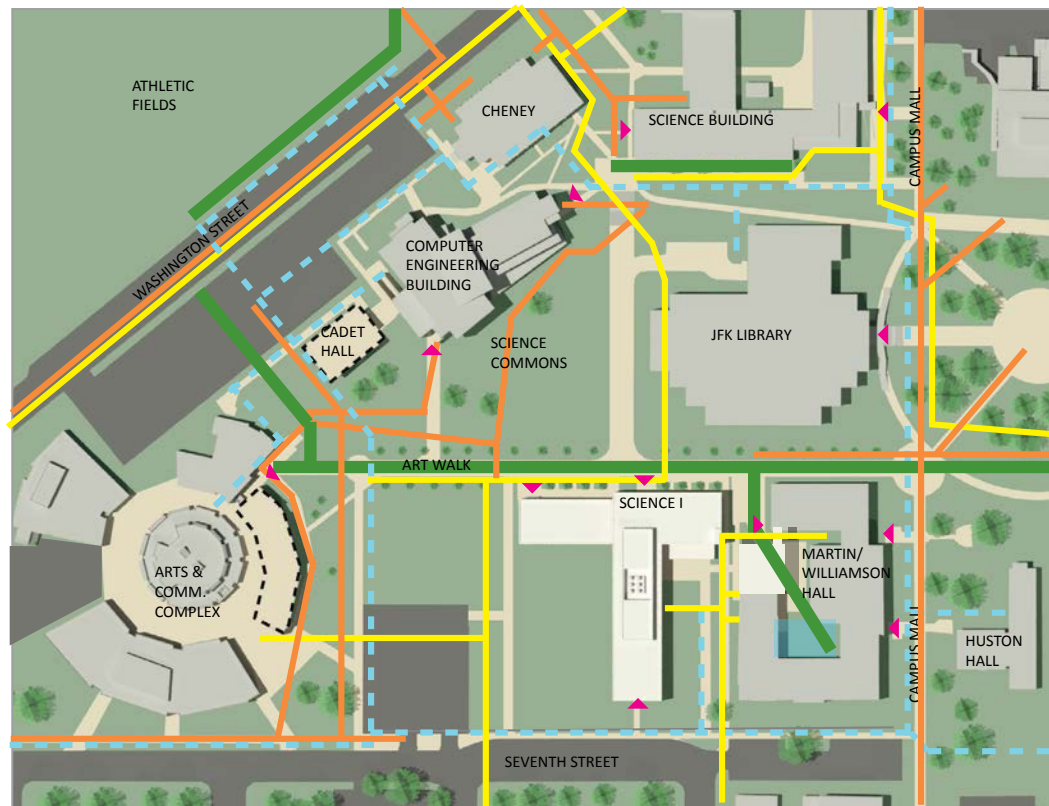 ATHLETIC
FIELDS
CHENEY
SCIENCE BUILDING
CAMPUS MALL
WASHINGTON STREET
COMPUTER
ENGINEERING
BUILDING
CADET
HALL
SCIENCE
COMMONS
JFK LIBRARY
ART WALK
SCIENCE I
ARTS &
COMM.
COMPLEX
MARTIN/
WILLIAMSON
HALL
CAMPUS MALL
HUSTON
HALL
SEVENTH STREET